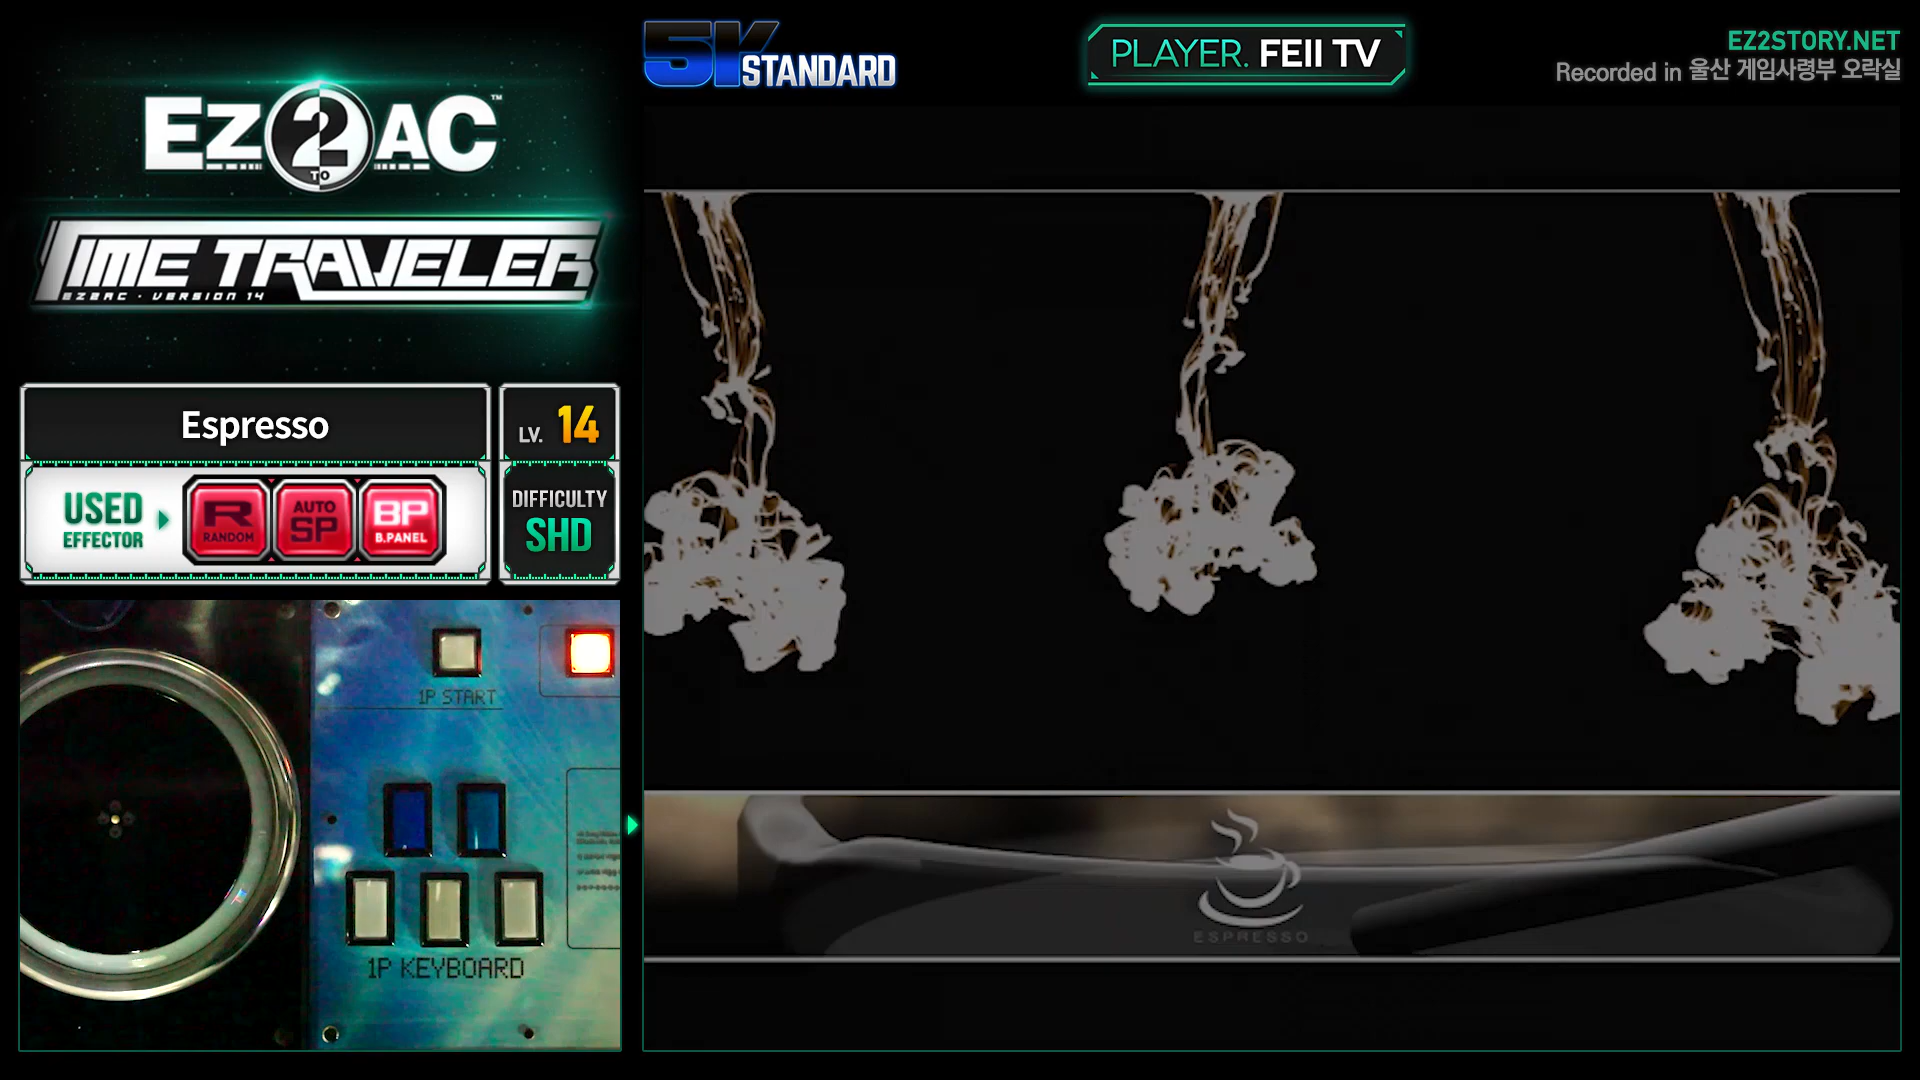 EZ2AC™
TO
TIME TRAVELER
EZ2AC · VERSION 14
5K STANDARD
PLAYER. FEII TV
EZ2STORY.NET
Recorded in 울산 게임사령부 오락실
Espresso
LV. 14
USED EFFECTOR
R RANDOM
AUTO SP
BP B.PANEL
DIFFICULTY
SHD
1P START
1P KEYBOARD
ESPRESSO